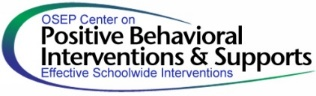 OSEP Center on
Positive Behavioral
Interventions & Supports
Effective Schoolwide Interventions